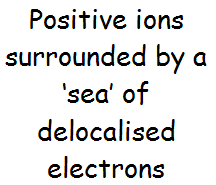 Positive ions
surrounded by a
‘sea’ of
delocalised
electrons